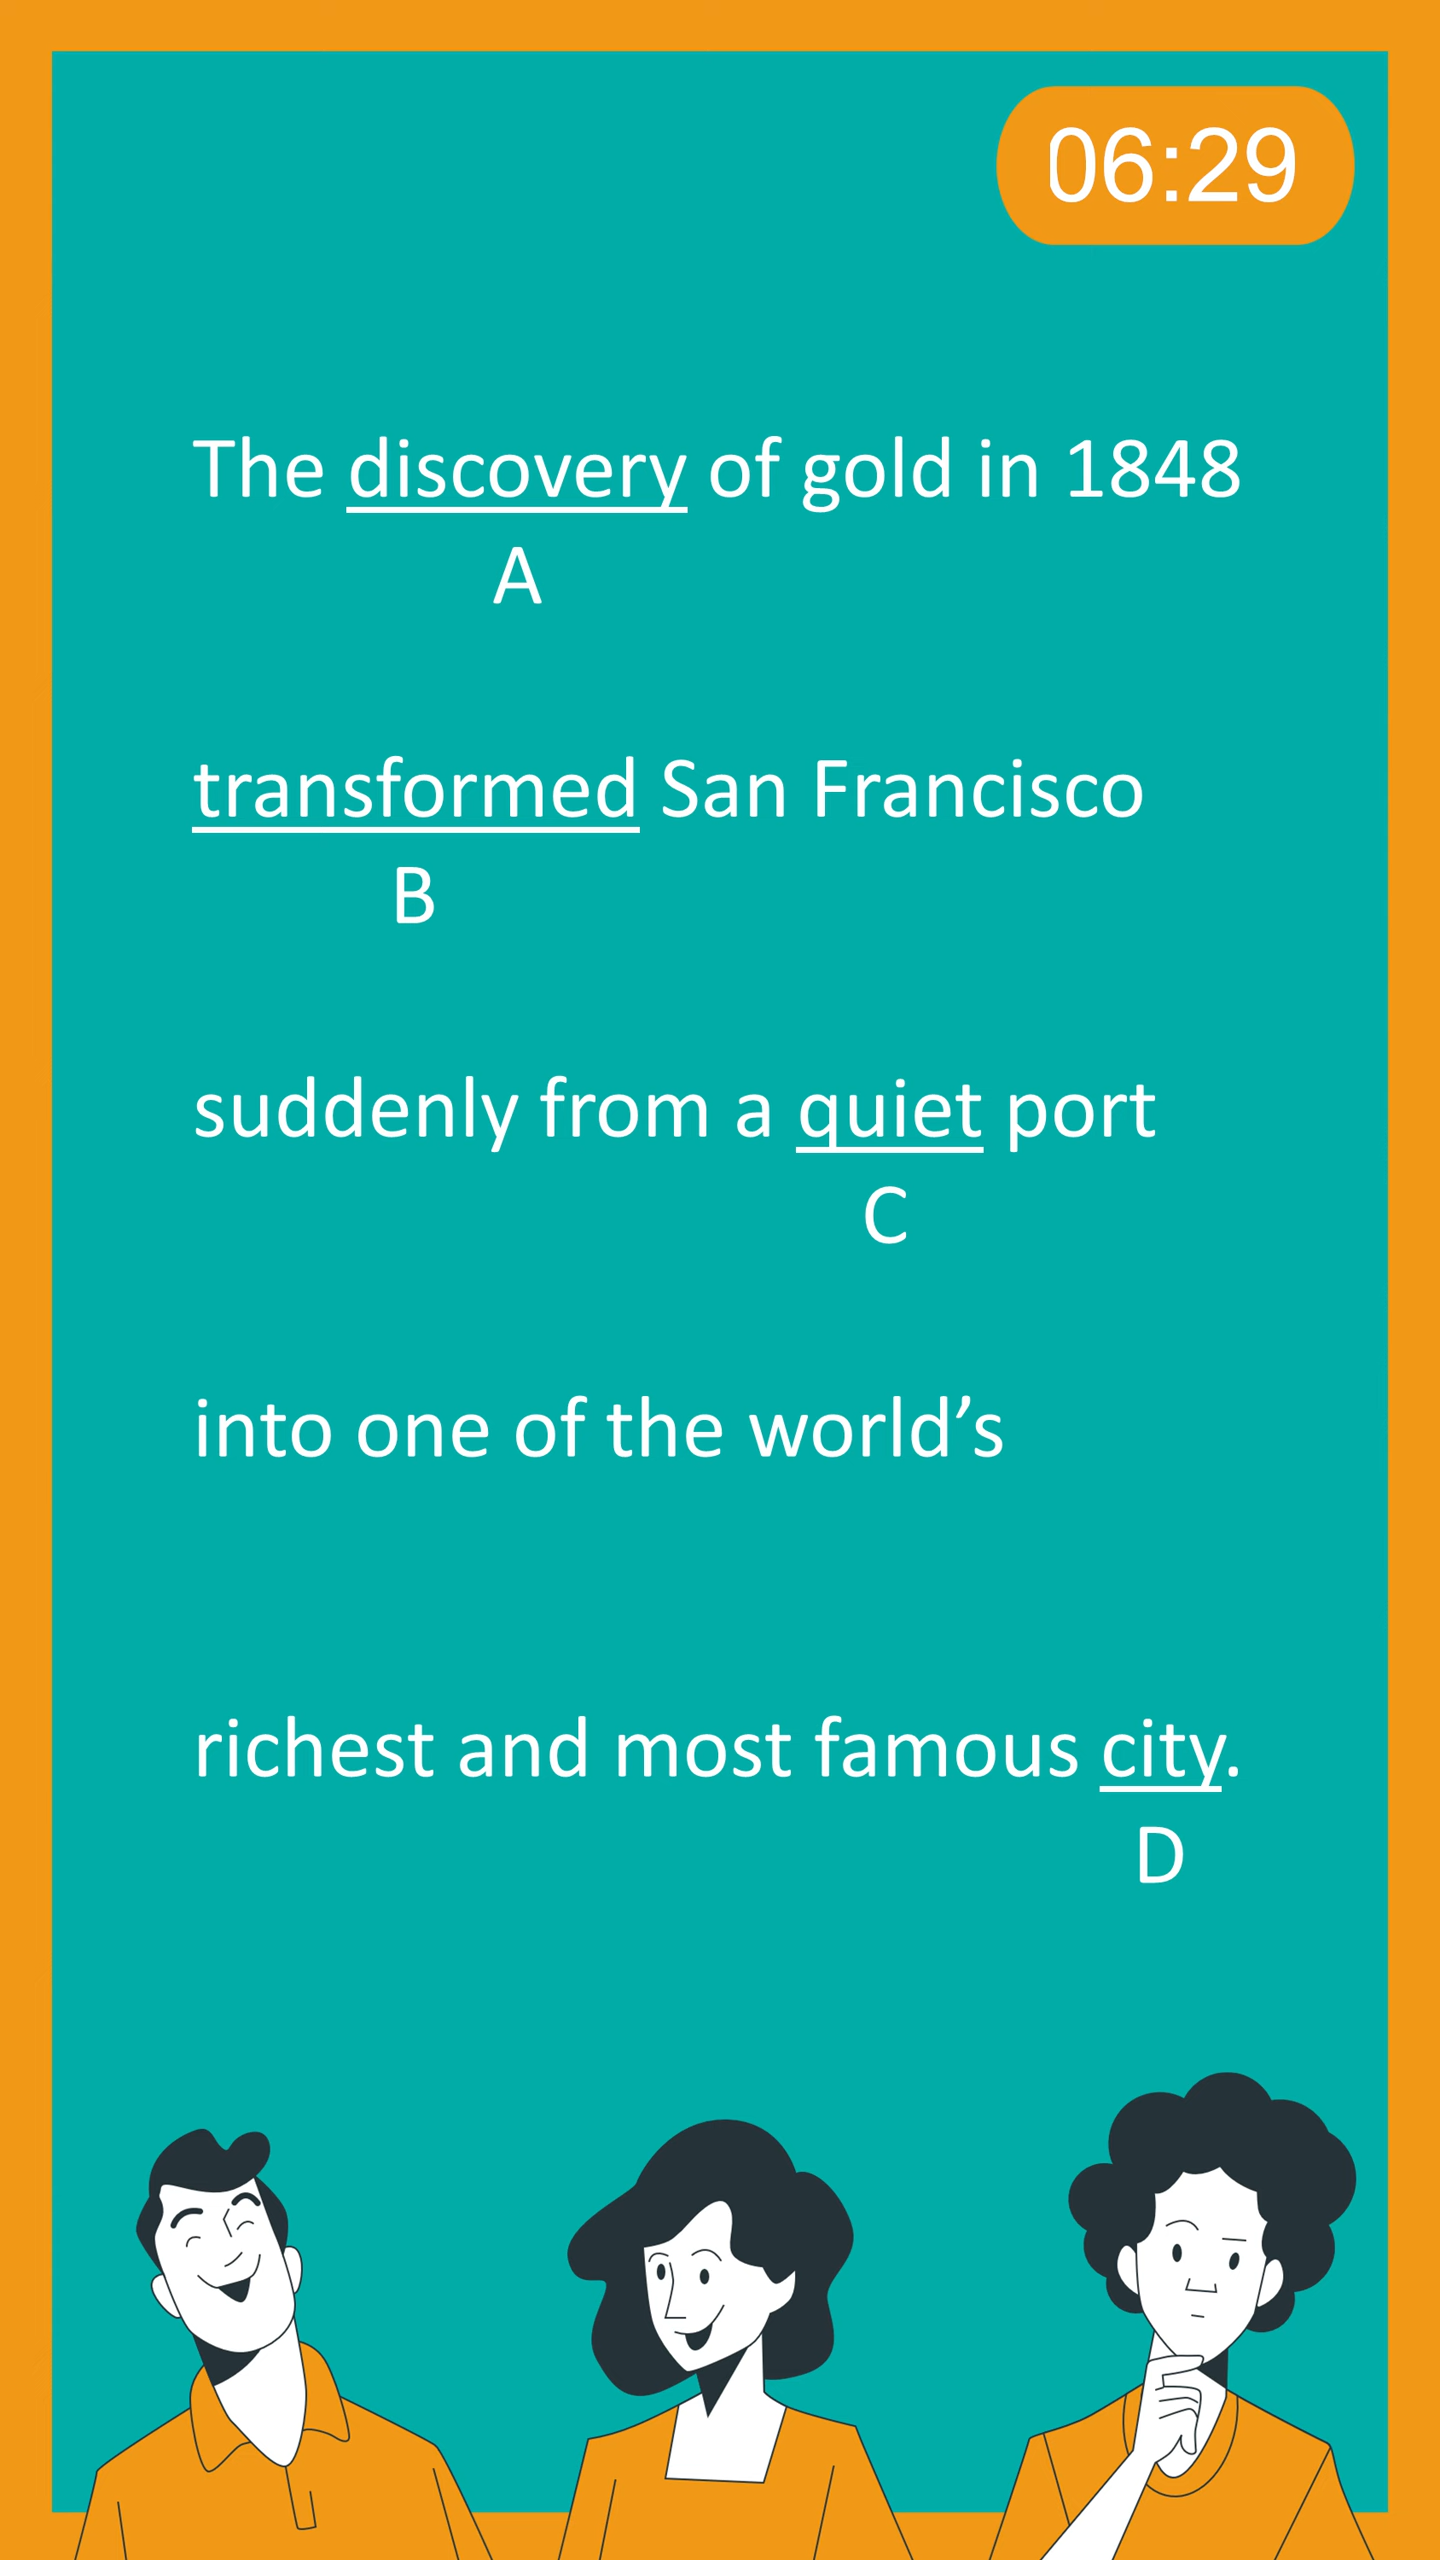 06:29
The discovery of gold in 1848
A
transformed San Francisco
B
suddenly from a quiet port
C
into one of the world’s
richest and most famous city.
D